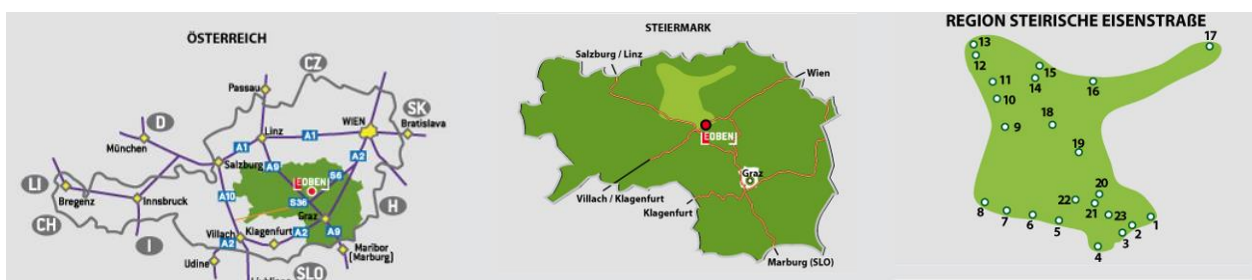 ÖSTERREICH
CZ
Passau
SK
Linz
A1
WIEN
Bratislava
D
München
A1
A2
Salzburg
A9
S6
LEOBEN
LI
A10
S36
H
Bregenz
Innsbruck
Graz
CH
I
Villach
Klagenfurt
A2
A9
A2
Maribor
(Marburg)
Udine
SLO
STEIERMARK
Salzburg / Linz
Wien
LEOBEN
Graz
Villach / Klagenfurt
Klagenfurt
Marburg (SLO)
REGION STEIRISCHE EISENSTRAßE
17
13
12
15
11
14
16
10
18
9
19
20
22
21
8
7
6
5
23
1
2
3
4